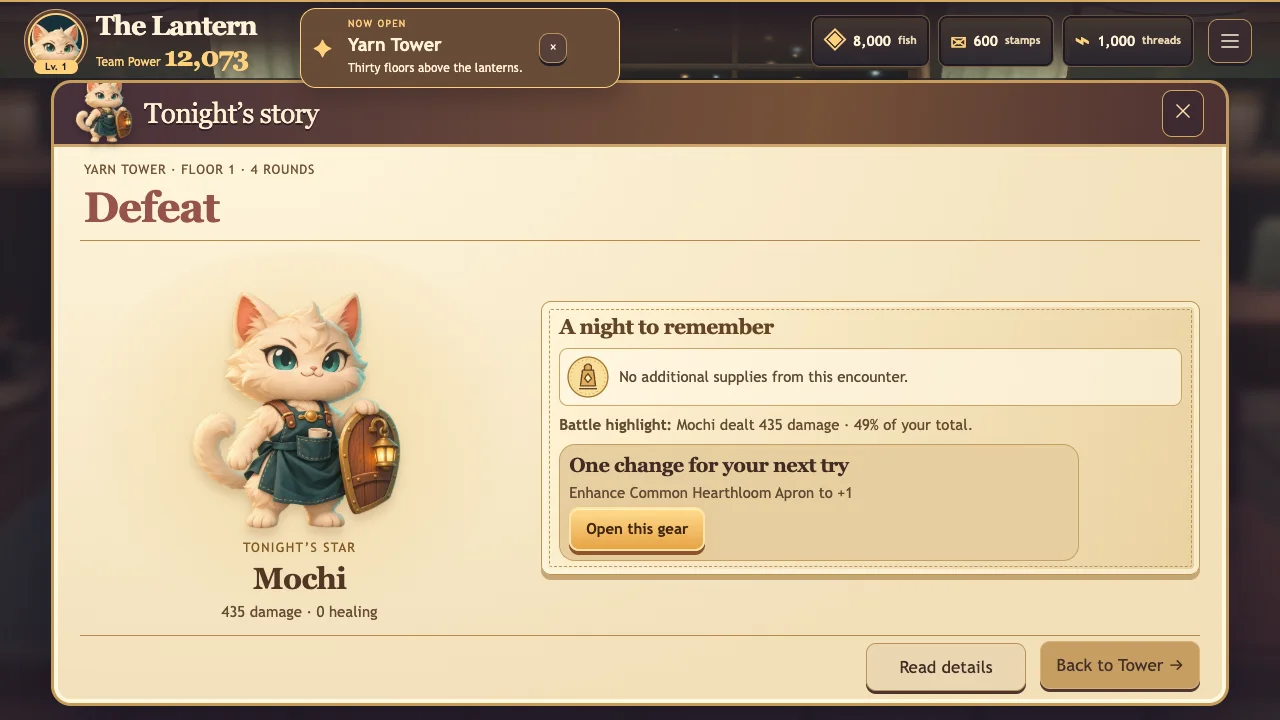 The Lantern
Team Power 12,073
Lv. 1
NOW OPEN
Yarn Tower
Thirty floors above the lanterns.
×
8,000 fish
600 stamps
1,000 threads
Tonight's story
YARN TOWER · FLOOR 1 · 4 ROUNDS
Defeat
TONIGHT'S STAR
Mochi
435 damage · 0 healing
A night to remember
No additional supplies from this encounter.
Battle highlight: Mochi dealt 435 damage · 49% of your total.
One change for your next try
Enhance Common Hearthloom Apron to +1
Open this gear
Read details
Back to Tower →